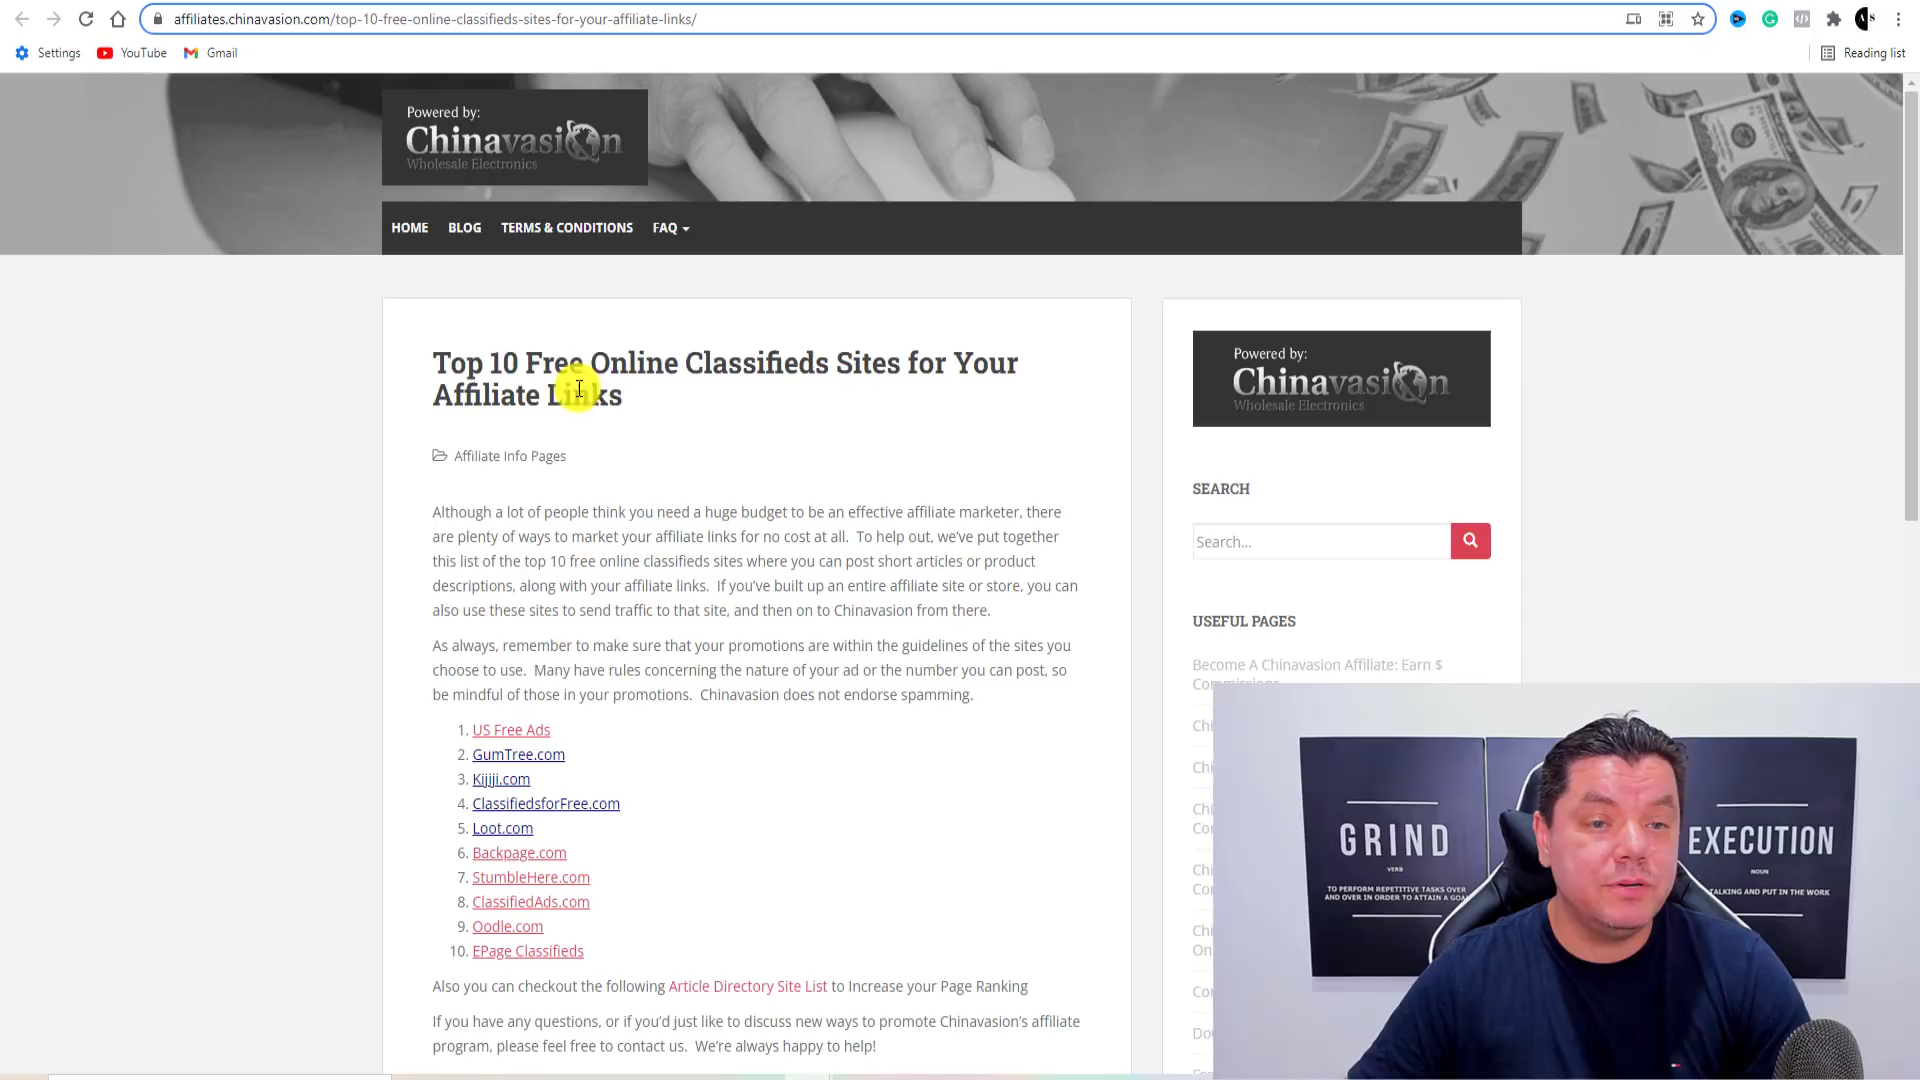 affiliates.chinavasion.com/top-10-free-online-classifieds-sites-for-your-affiliate-links/
Settings
YouTube
Gmail
Reading list
Powered by:
Chinavasion
Wholesale Electronics
HOME
BLOG
TERMS & CONDITIONS
FAQ
Top 10 Free Online Classifieds Sites for Your
Affiliate Links
Affiliate Info Pages
Although a lot of people think you need a huge budget to be an effective affiliate marketer, there
are plenty of ways to market your affiliate links for no cost at all. To help out, we've put together
this list of the top 10 free online classifieds sites where you can post short articles or product
descriptions, along with your affiliate links. If you've built up an entire affiliate site or store, you can
also use these sites to send traffic to that site, and then on to Chinavasion from there.
As always, remember to make sure that your promotions are within the guidelines of the sites you
choose to use. Many have rules concerning the nature of your ad or the number you can post, so
be mindful of those in your promotions. Chinavasion does not endorse spamming.
1. US Free Ads
2. GumTree.com
3. Kijiji.com
4. ClassifiedsforFree.com
5. Loot.com
6. Backpage.com
7. StumbleHere.com
8. ClassifiedAds.com
9. Oodle.com
10. EPage Classifieds
Also you can checkout the following Article Directory Site List to Increase your Page Ranking
If you have any questions, or if you'd just like to discuss new ways to promote Chinavasion's affiliate
program, please feel free to contact us. We're always happy to help!
Powered by:
Chinavasion
Wholesale Electronics
SEARCH
Search...
USEFUL PAGES
Become A Chinavasion Affiliate: Earn $
GRIND
VERB
TO PERFORM REPETITIVE TASKS OVER
AND OVER IN ORDER TO ATTAIN A GOA
EXECUTION
NOUN
TALKING AND PUT IN THE WORK